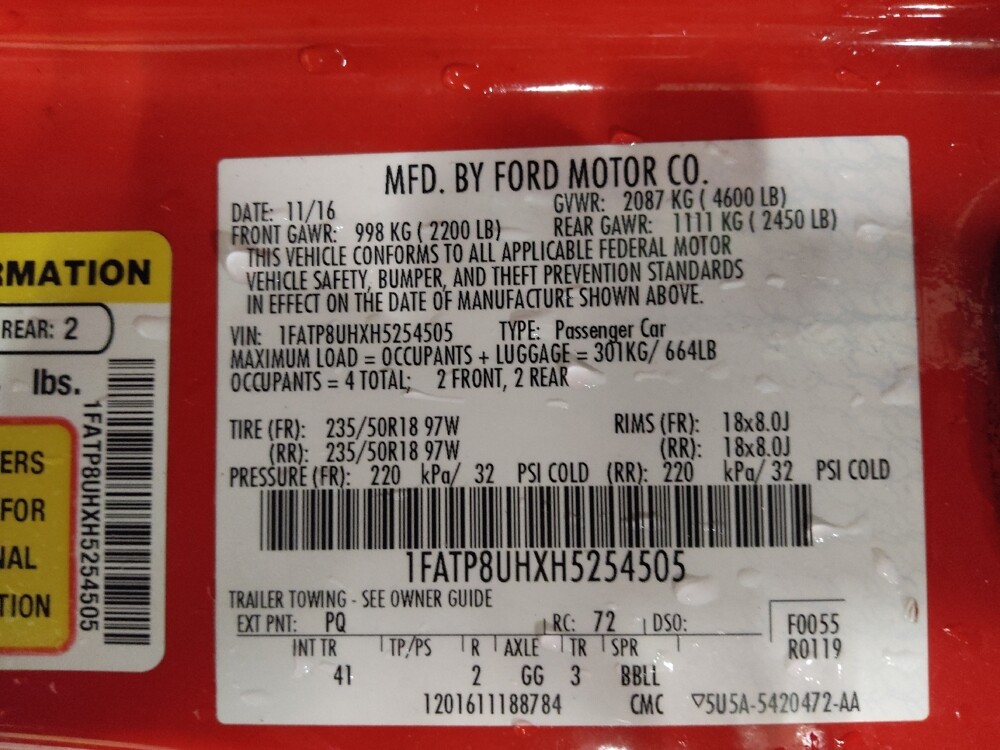 RMATION
REAR: 2
lbs.
ERS
FOR
NAL
TION
1FATP8UHXH5254505
MFD. BY FORD MOTOR CO.
DATE: 11/16 GVWR: 2087 KG ( 4600 LB)
FRONT GAWR: 998 KG ( 2200 LB) REAR GAWR: 1111 KG ( 2450 LB)
THIS VEHICLE CONFORMS TO ALL APPLICABLE FEDERAL MOTOR
VEHICLE SAFETY, BUMPER, AND THEFT PREVENTION STANDARDS
IN EFFECT ON THE DATE OF MANUFACTURE SHOWN ABOVE.
VIN: 1FATP8UHXH5254505 TYPE: Passenger Car
MAXIMUM LOAD = OCCUPANTS + LUGGAGE = 301KG/ 664LB
OCCUPANTS = 4 TOTAL; 2 FRONT, 2 REAR
TIRE (FR): 235/50R18 97W RIMS (FR): 18x8.0J
(RR): 235/50R18 97W (RR): 18x8.0J
PRESSURE (FR): 220 kPa/ 32 PSI COLD (RR): 220 kPa/ 32 PSI COLD
1FATP8UHXH5254505
TRAILER TOWING - SEE OWNER GUIDE
EXT PNT: PQ RC: 72 DSO: F0055
INT TR TP/PS R AXLE TR SPR R0119
41 2 GG 3 BBLL
1201611188784 CMC ▽5U5A-5420472-AA